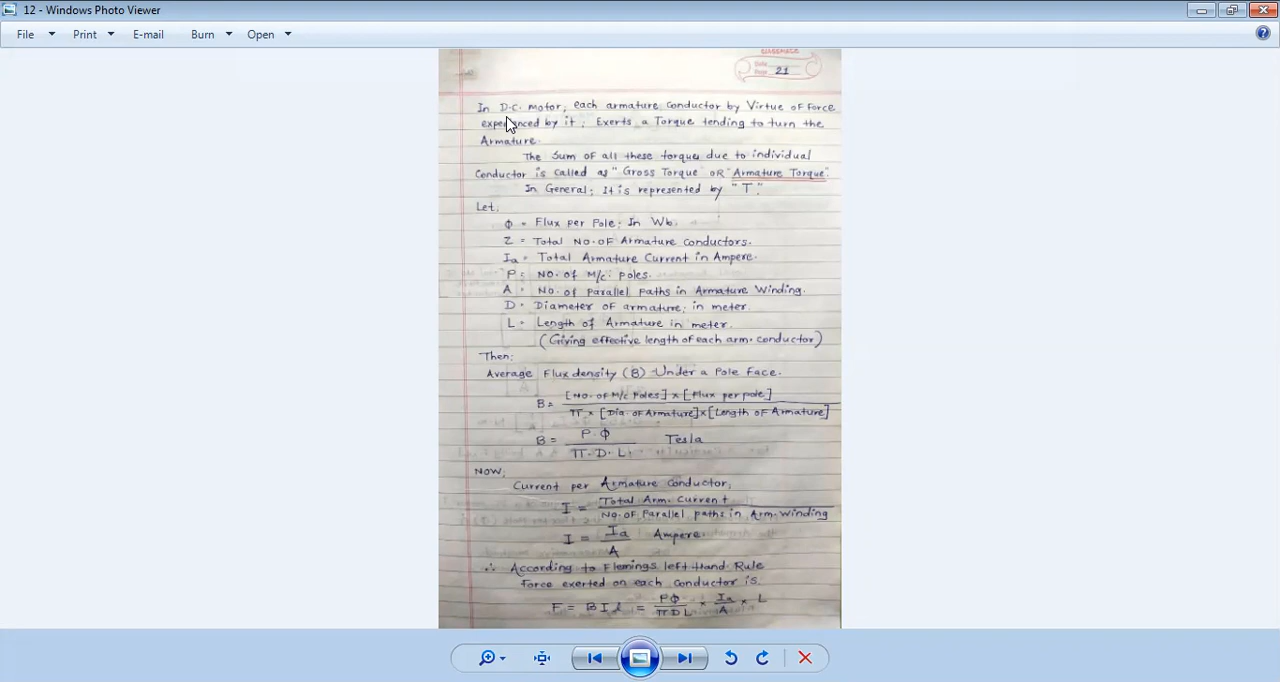 12 - Windows Photo Viewer
File Print E-mail Burn Open
CLASSMATE
Date
Page 21
In D.C. motor; each armature conductor by Virtue of Force
experienced by it; Exerts a Torque tending to turn the
Armature.
The Sum of all these torque due to individual
Conductor is called as "Gross Torque" OR "Armature Torque".
In General; It is represented by "T".
Let,
Φ = Flux per Pole; In Wb.
Z = Total No. of Armature conductors.
Ia = Total Armature Current in Ampere.
P = No. of M/c. poles.
A = No. of parallel paths in Armature Winding.
D = Diameter of armature; in meter.
L = Length of Armature in meter.
(Giving effective length of each arm. conductor)
Then;
Average Flux density (B) Under a Pole Face.
B = [No. of M/c Poles] x [Flux per pole] / π x [Dia. of Armature] x [Length of Armature]
B = P·Φ / π·D·L Tesla
Now;
Current per Armature conductor,
I = Total Arm. Current / No. of Parallel paths in Arm. winding
I = Ia / A Ampere.
∴ According to Flemings left Hand Rule
Force exerted on each conductor is.
F = B I l = PΦ / π D L x Ia / A x L